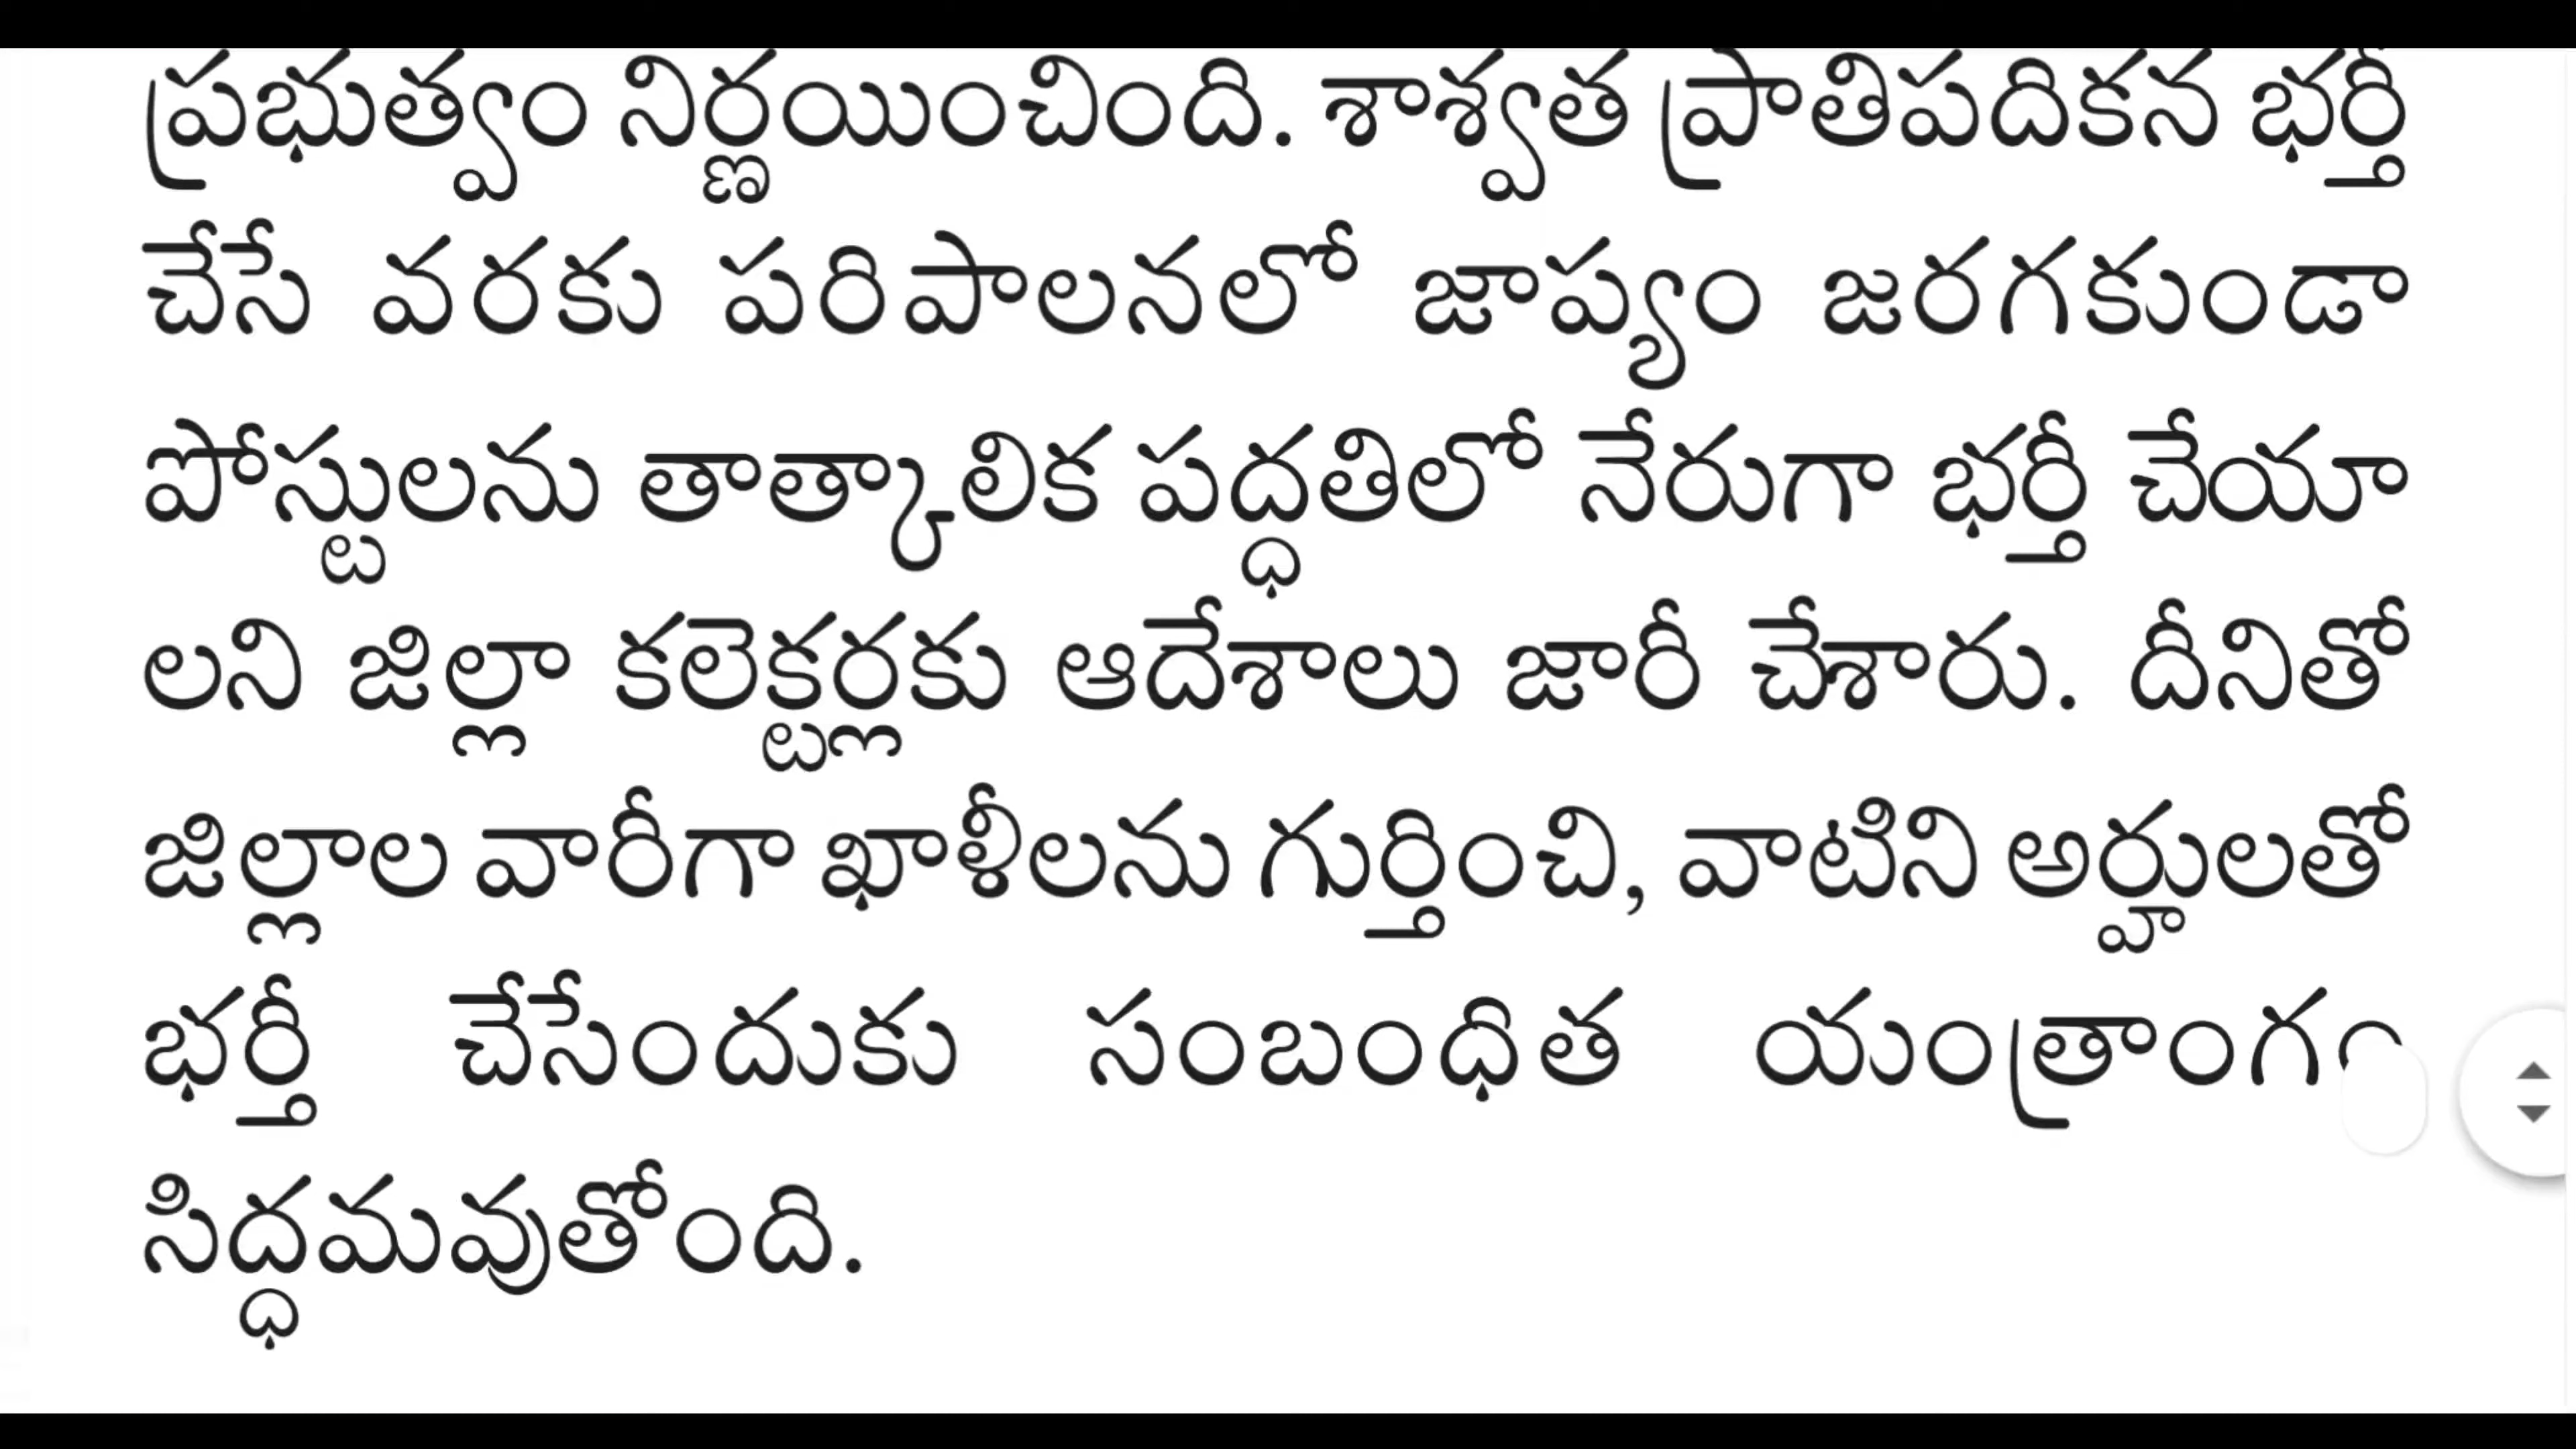 ప్రభుత్వం నిర్ణయించింది. శాశ్వత ప్రాతిపదికన భర్తీ
చేసే వరకు పరిపాలనలో జాప్యం జరగకుండా
పోస్టులను తాత్కాలిక పద్ధతిలో నేరుగా భర్తీ చేయా
లని జిల్లా కలెక్టర్లకు ఆదేశాలు జారీ చేశారు. దీనితో
జిల్లాల వారీగా ఖాళీలను గుర్తించి, వాటిని అర్హులతో
భర్తీ చేసేందుకు సంబంధిత యంత్రాంగం
సిద్ధమవుతోంది.